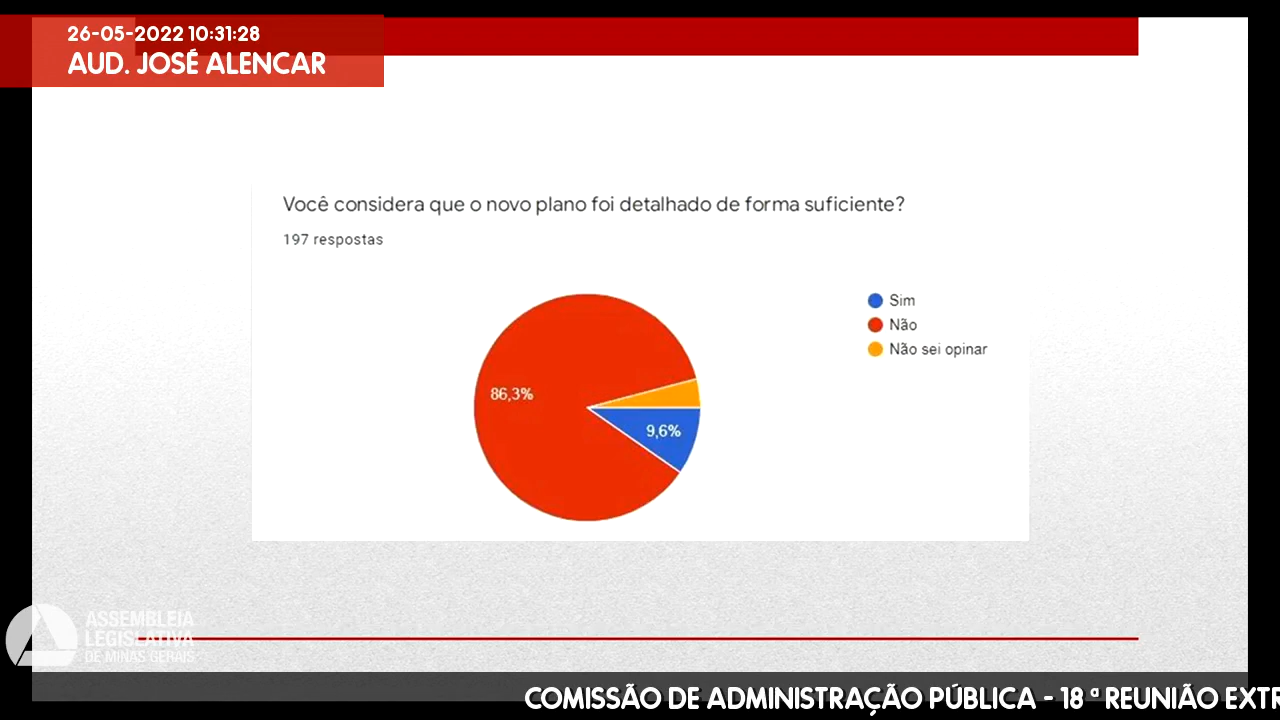 26-05-2022 10:31:28
AUD. JOSÉ ALENCAR
Você considera que o novo plano foi detalhado de forma suficiente?
197 respostas
Sim
Não
Não sei opinar
86,3%
9,6%
ASSEMBLEIA
LEGISLATIVA
DE MINAS GERAIS
COMISSÃO DE ADMINISTRAÇÃO PÚBLICA - 18 ª REUNIÃO EXTR